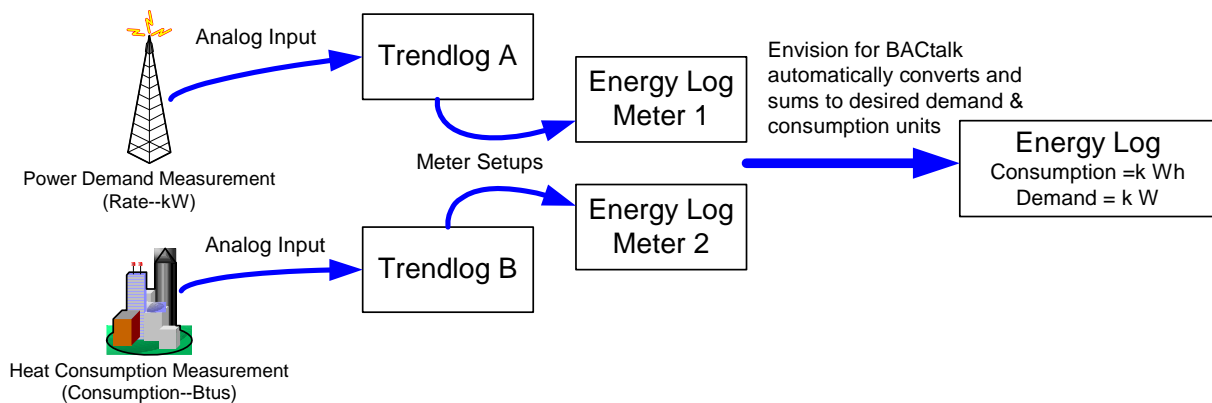 Analog Input
Trendlog A
Energy Log
Meter 1
Envision for BACtalk
automatically converts and
sums to desired demand &
consumption units
Energy Log
Consumption =k Wh
Demand = k W
Meter Setups
Power Demand Measurement
(Rate--kW)
Analog Input
Trendlog B
Energy Log
Meter 2
Heat Consumption Measurement
(Consumption--Btus)